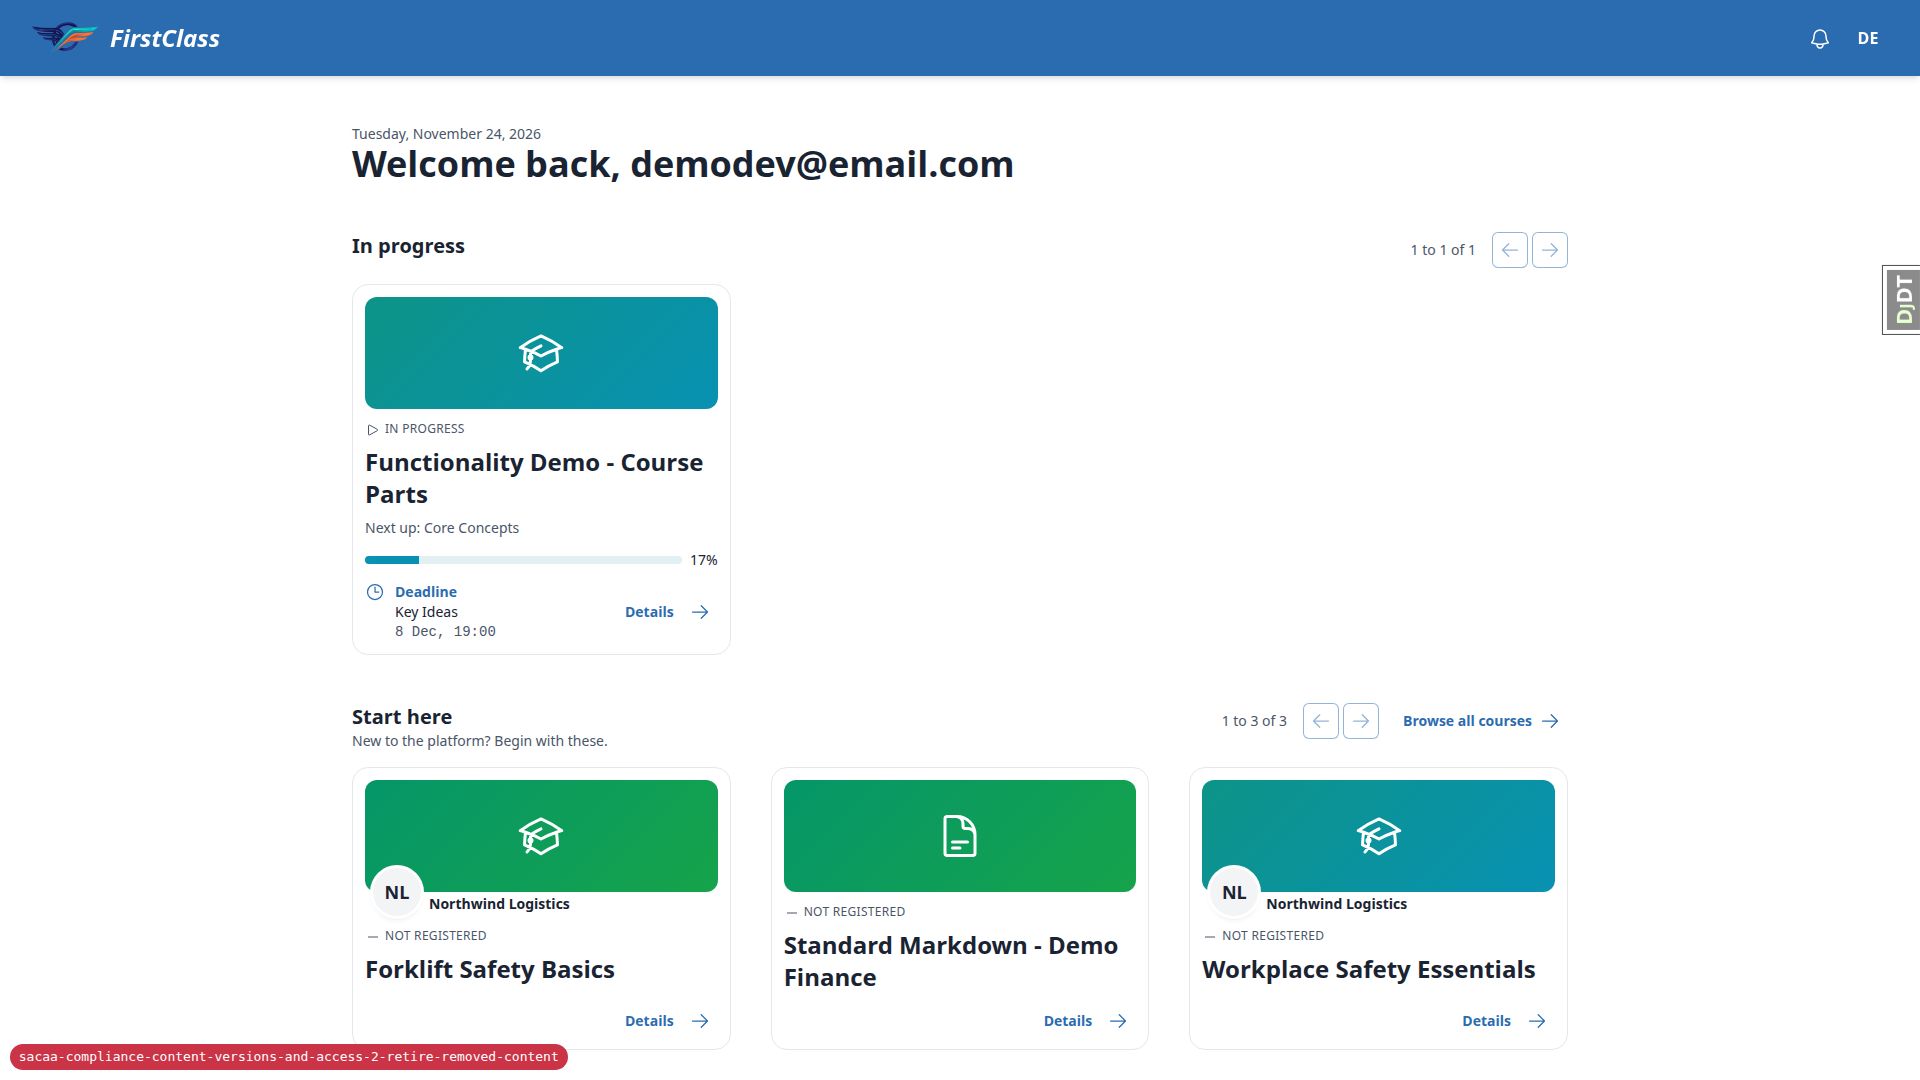 FirstClass
DE
Tuesday, November 24, 2026
Welcome back, demodev@email.com
In progress
1 to 1 of 1
DJDT
IN PROGRESS
Functionality Demo - Course
Parts
Next up: Core Concepts
17%
Deadline
Key Ideas
8 Dec, 19:00
Details
Start here
New to the platform? Begin with these.
1 to 3 of 3
Browse all courses
NL
Northwind Logistics
NOT REGISTERED
Forklift Safety Basics
Details
NOT REGISTERED
Standard Markdown - Demo
Finance
Details
NL
Northwind Logistics
NOT REGISTERED
Workplace Safety Essentials
Details
sacaa-compliance-content-versions-and-access-2-retire-removed-content